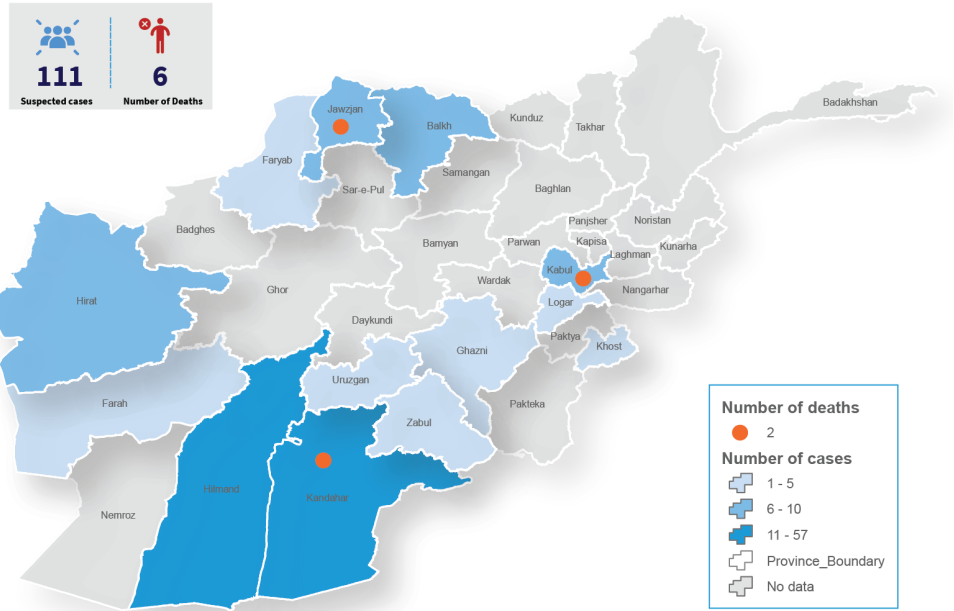 111
Suspected cases
6
Number of Deaths
Badakhshan
Jawzjan
Balkh
Kunduz
Takhar
Faryab
Samangan
Sar-e-Pul
Baghlan
Panjsher
Noristan
Badghes
Bamyan
Parwan
Kapisa
Kunarha
Laghman
Kabul
Hirat
Ghor
Wardak
Nangarhar
Logar
Daykundi
Paktya
Khost
Ghazni
Uruzgan
Farah
Pakteka
Zabul
Hilmand
Kandahar
Nemroz
Number of deaths
2
Number of cases
1 - 5
6 - 10
11 - 57
Province_Boundary
No data